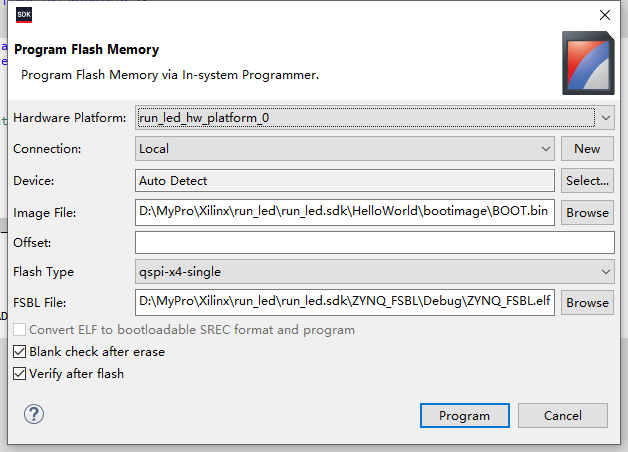 SDK
Program Flash Memory
Program Flash Memory via In-system Programmer.
Hardware Platform: run_led_hw_platform_0
Connection: Local New
Device: Auto Detect Select...
Image File: D:\MyPro\Xilinx\run_led\run_led.sdk\HelloWorld\bootimage\BOOT.bin Browse
Offset:
Flash Type qspi-x4-single
FSBL File: D:\MyPro\Xilinx\run_led\run_led.sdk\ZYNQ_FSBL\Debug\ZYNQ_FSBL.elf Browse
Convert ELF to bootloadable SREC format and program
Blank check after erase
Verify after flash
? Program Cancel